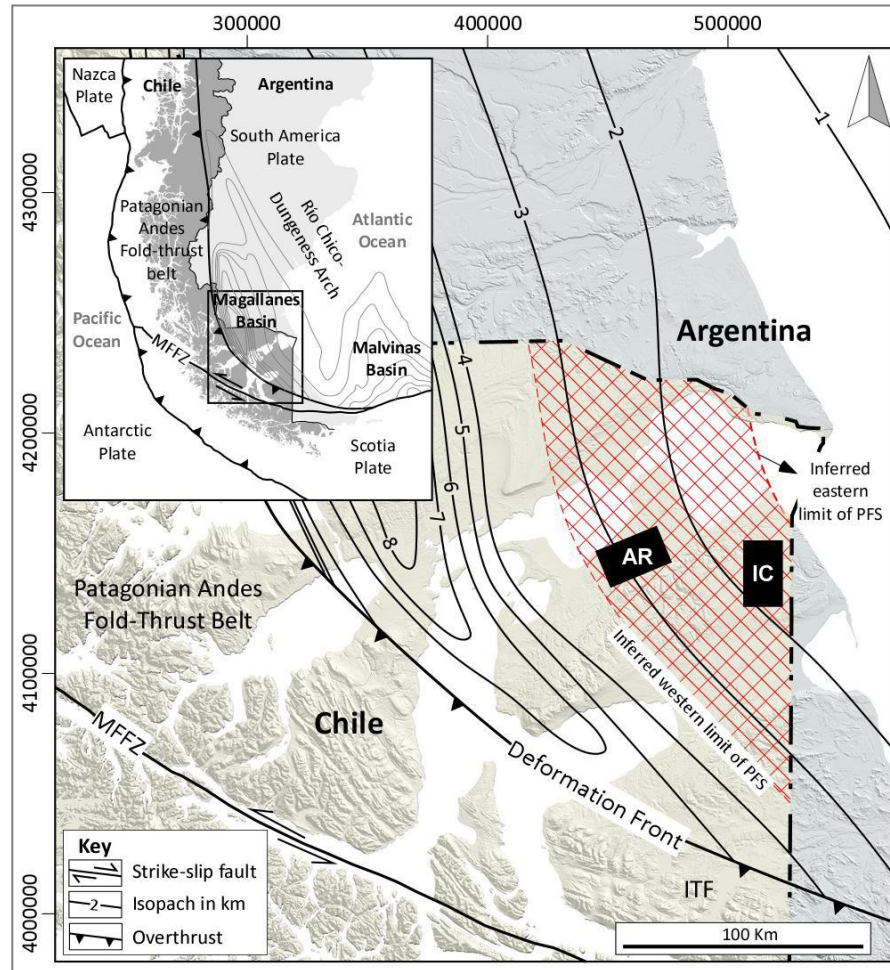 300000
400000
500000
4300000
4200000
4100000
4000000
Nazca
Plate
Chile
Argentina
South America
Plate
Patagonian
Andes
Fold-thrust
belt
Río Chico-
Dungeness Arch
Atlantic
Ocean
Magallanes
Basin
Pacific
Ocean
MFFZ
Malvinas
Basin
Antarctic
Plate
Scotia
Plate
1
2
3
4
5
6
7
8
Argentina
Inferred
eastern
limit of PFS
AR
IC
Inferred western limit of PFS
Patagonian Andes
Fold-Thrust Belt
MFFZ
Chile
Deformation Front
ITF
Key
Strike-slip fault
2
Isopach in km
Overthrust
100 Km